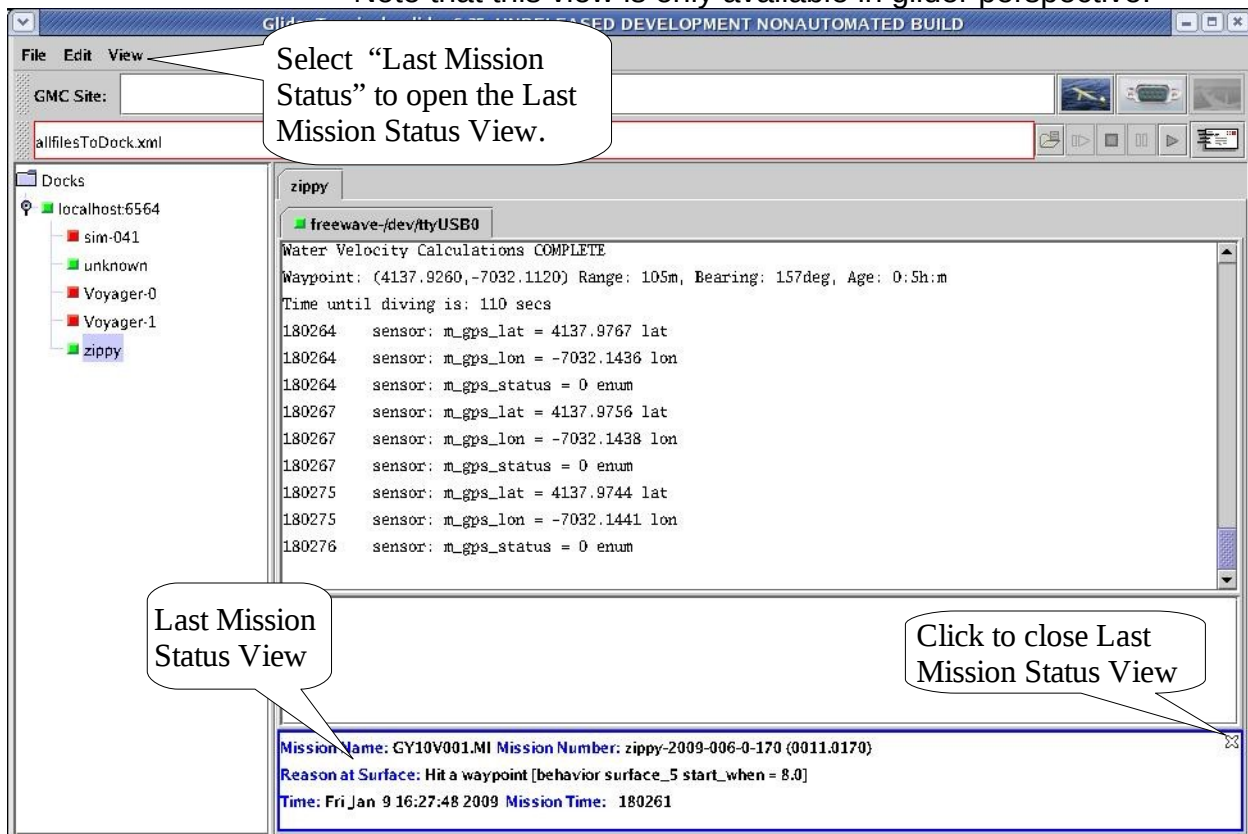 Note that this view is only available in glider perspective.
UNRELEASED DEVELOPMENT NONAUTOMATED BUILD
File Edit View
Select “Last Mission
Status” to open the Last
Mission Status View.
GMC Site:
allfilesToDock.xml
Docks
localhost:6564
sim-041
unknown
Voyager-0
Voyager-1
zippy
zippy
freewave-/dev/ttyUSB0
Water Velocity Calculations COMPLETE
Waypoint: (4137.9260,-7032.1120) Range: 105m, Bearing: 157deg, Age: 0:5h:m
Time until diving is: 110 secs
180264 sensor: m_gps_lat = 4137.9767 lat
180264 sensor: m_gps_lon = -7032.1436 lon
180264 sensor: m_gps_status = 0 enum
180267 sensor: m_gps_lat = 4137.9756 lat
180267 sensor: m_gps_lon = -7032.1438 lon
180267 sensor: m_gps_status = 0 enum
180275 sensor: m_gps_lat = 4137.9744 lat
180275 sensor: m_gps_lon = -7032.1441 lon
180276 sensor: m_gps_status = 0 enum
Last Mission
Status View
Click to close Last
Mission Status View
Mission Name: GY10V001.MI Mission Number: zippy-2009-006-0-170 (0011.0170)
Reason at Surface: Hit a waypoint [behavior surface_5 start_when = 8.0]
Time: Fri Jan 9 16:27:48 2009 Mission Time: 180261